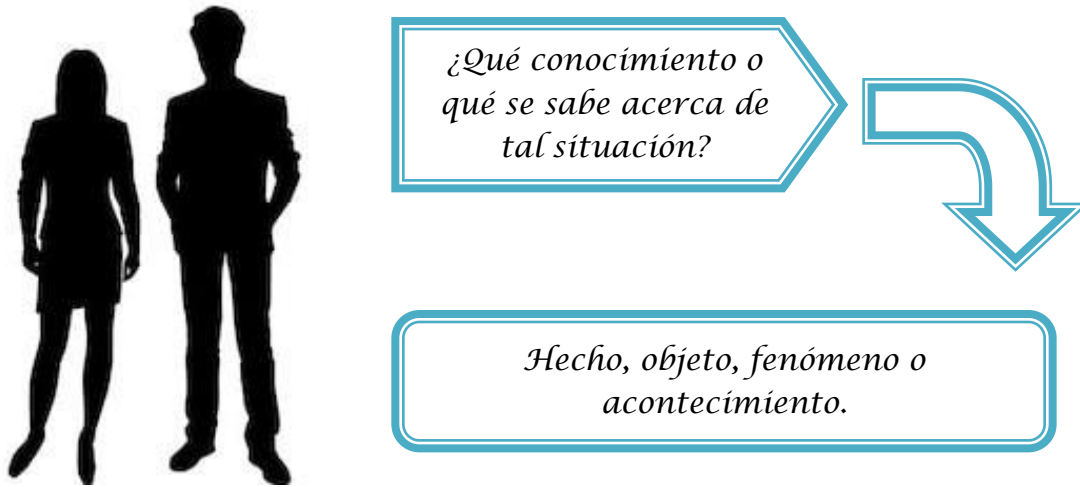 ¿Qué conocimiento o
qué se sabe acerca de
tal situación?
Hecho, objeto, fenómeno o
acontecimiento.